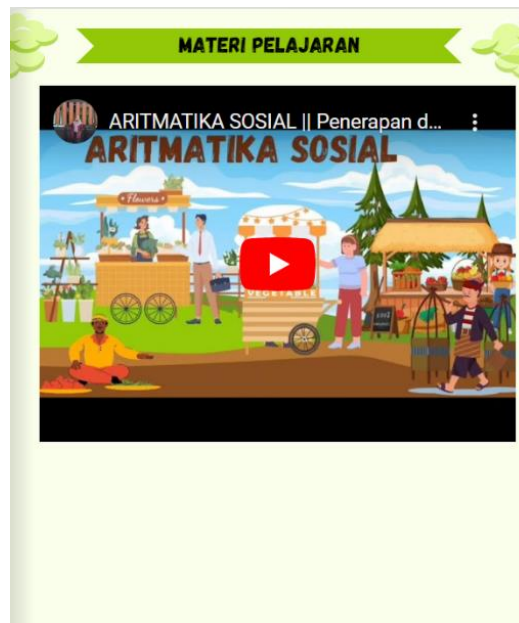 MATERI PELAJARAN
ARITMATIKA SOSIAL || Penerapan d...
ARITMATIKA SOSIAL
Flowers
VEGETABLE